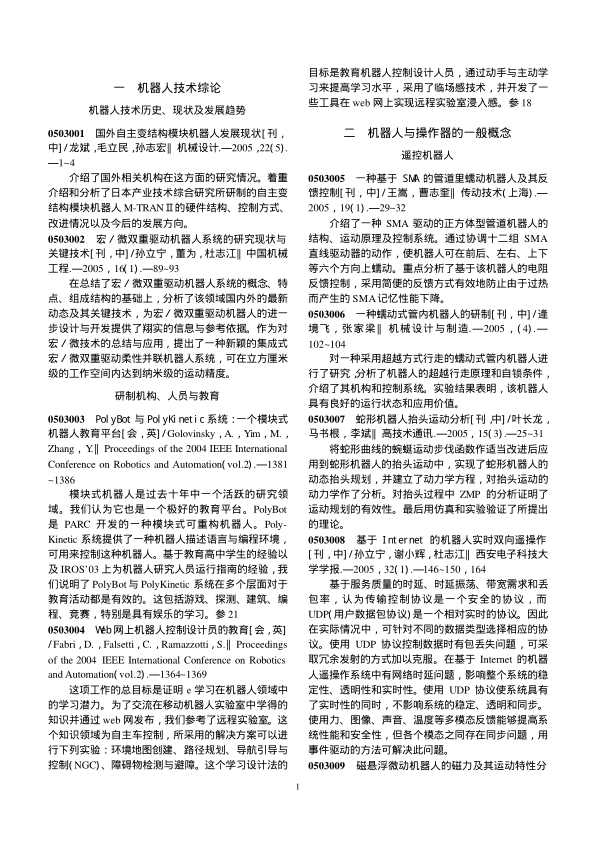 一 机器人技术综论
机器人技术历史、现状及发展趋势
0503001 国外自主变结构模块机器人发展现状[刊,
中]/龙斌,毛立民,孙志宏∥机械设计.—2005,22(5).
—1~4
介绍了国外相关机构在这方面的研究情况。着重
介绍和分析了日本产业技术综合研究所研制的自主变
结构模块机器人 M-TRANⅡ的硬件结构、控制方式、
改进情况以及今后的发展方向。
0503002 宏/微双重驱动机器人系统的研究现状与
关键技术[刊,中]/孙立宁,董为,杜志江∥中国机械
工程.—2005,16(1).—89~93
在总结了宏/微双重驱动机器人系统的概念、特
点、组成结构的基础上,分析了该领域国内外的最新
动态及其关键技术,为宏/微双重驱动机器人的进一
步设计与开发提供了翔实的信息与参考依据。作为对
宏/微技术的总结与应用,提出了一种新颖的集成式
宏/微双重驱动柔性并联机器人系统,可在立方厘米
级的工作空间内达到纳米级的运动精度。
研制机构、人员与教育
0503003 PolyBot 与 PolyKinetic 系统:一个模块式
机器人教育平台[会,英]/Golovinsky,A.,Yim,M.,
Zhang,Y.∥Proceedings of the 2004 IEEE International
Conference on Robotics and Automation(vol.2).—1381
~1386
模块式机器人是过去十年中一个活跃的研究领
域。我们认为它也是一个极好的教育平台。PolyBot
是 PARC 开发的一种模块式可重构机器人。Poly-
Kinetic 系统提供了一种机器人描述语言与编程环境,
可用来控制这种机器人。基于教育高中学生的经验以
及 IROS'03 上为机器人研究人员运行指南的经验,我
们说明了 PolyBot 与 PolyKinetic 系统在多个层面对于
教育活动都是有效的。这包括游戏、探测、建筑、编
程、竞赛,特别是具有娱乐的学习。参 21
0503004 Web 网上机器人控制设计员的教育[会,英]
/Fabri,D.,Falsetti,C.,Ramazzotti,S.∥Proceedings
of the 2004 IEEE International Conference on Robotics
and Automation(vol.2).—1364~1369
这项工作的总目标是证明 e 学习在机器人领域中
的学习潜力。为了交流在移动机器人实验室中学得的
知识并通过 web 网发布,我们参考了远程实验室。这
个知识领域为自主车控制,所采用的解决方案可以进
行下列实验:环境地图创建、路径规划、导航引导与
控制(NGC)、障碍物检测与避障。这个学习设计法的
目标是教育机器人控制设计人员,通过动手与主动学
习来提高学习水平,采用了临场感技术,并开发了一
些工具在 web 网上实现远程实验室浸入感。参 18
二 机器人与操作器的一般概念
遥控机器人
0503005 一种基于 SMA 的管道里蠕动机器人及其反
馈控制[刊,中]/王嵩,曹志奎∥传动技术(上海).—
2005,19(1).—29~32
介绍了一种 SMA 驱动的正方体型管道机器人的
结构、运动原理及控制系统。通过协调十二组 SMA
直线驱动器的动作,使机器人可在前后、左右、上下
等六个方向上蠕动。重点分析了基于该机器人的电阻
反馈控制,采用简便的反馈方式有效地防止由于过热
而产生的 SMA 记忆性能下降。
0503006 一种蠕动式管内机器人的研制[刊,中]/逄
境飞,张家梁∥机械设计与制造.—2005,(4).—
102~104
对一种采用超越方式行走的蠕动式管内机器人进
行了研究,分析了机器人的超越行走原理和自锁条件,
介绍了其机构和控制系统。实验结果表明,该机器人
具有良好的运行状态和应用价值。
0503007 蛇形机器人抬头运动分析[刊,中]/叶长龙,
马书根,李斌∥高技术通讯.—2005,15(3).—25~31
将蛇形曲线的蜿蜒运动步伐函数作适当改进后应
用到蛇形机器人的抬头运动中,实现了蛇形机器人的
动态抬头规划,并建立了动力学方程,对抬头运动的
动力学作了分析。对抬头过程中 ZMP 的分析证明了
运动规划的有效性。最后用仿真和实验验证了所提出
的理论。
0503008 基于 Internet 的机器人实时双向遥操作
[刊,中]/孙立宁,谢小辉,杜志江∥西安电子科技大
学学报.—2005,32(1).—146~150,164
基于服务质量的时延、时延振荡、带宽需求和丢
包率,认为传输控制协议是一个安全的协议,而
UDP(用户数据包协议)是一个相对实时的协议。因此
在实际情况中,可针对不同的数据类型选择相应的协
议。使用 UDP 协议控制数据时有包丢失问题,可采
取冗余发射的方式加以克服。在基于 Internet 的机器
人遥操作系统中有网络时延问题,影响整个系统的稳
定性、透明性和实时性。使用 UDP 协议使系统具有
了实时性的同时,不影响系统的稳定、透明和同步。
使用力、图像、声音、温度等多模态反馈能够提高系
统性能和安全性,但各个模态之同存在同步问题,用
事件驱动的方法可解决此问题。
0503009 磁悬浮微动机器人的磁力及其运动特性分
1